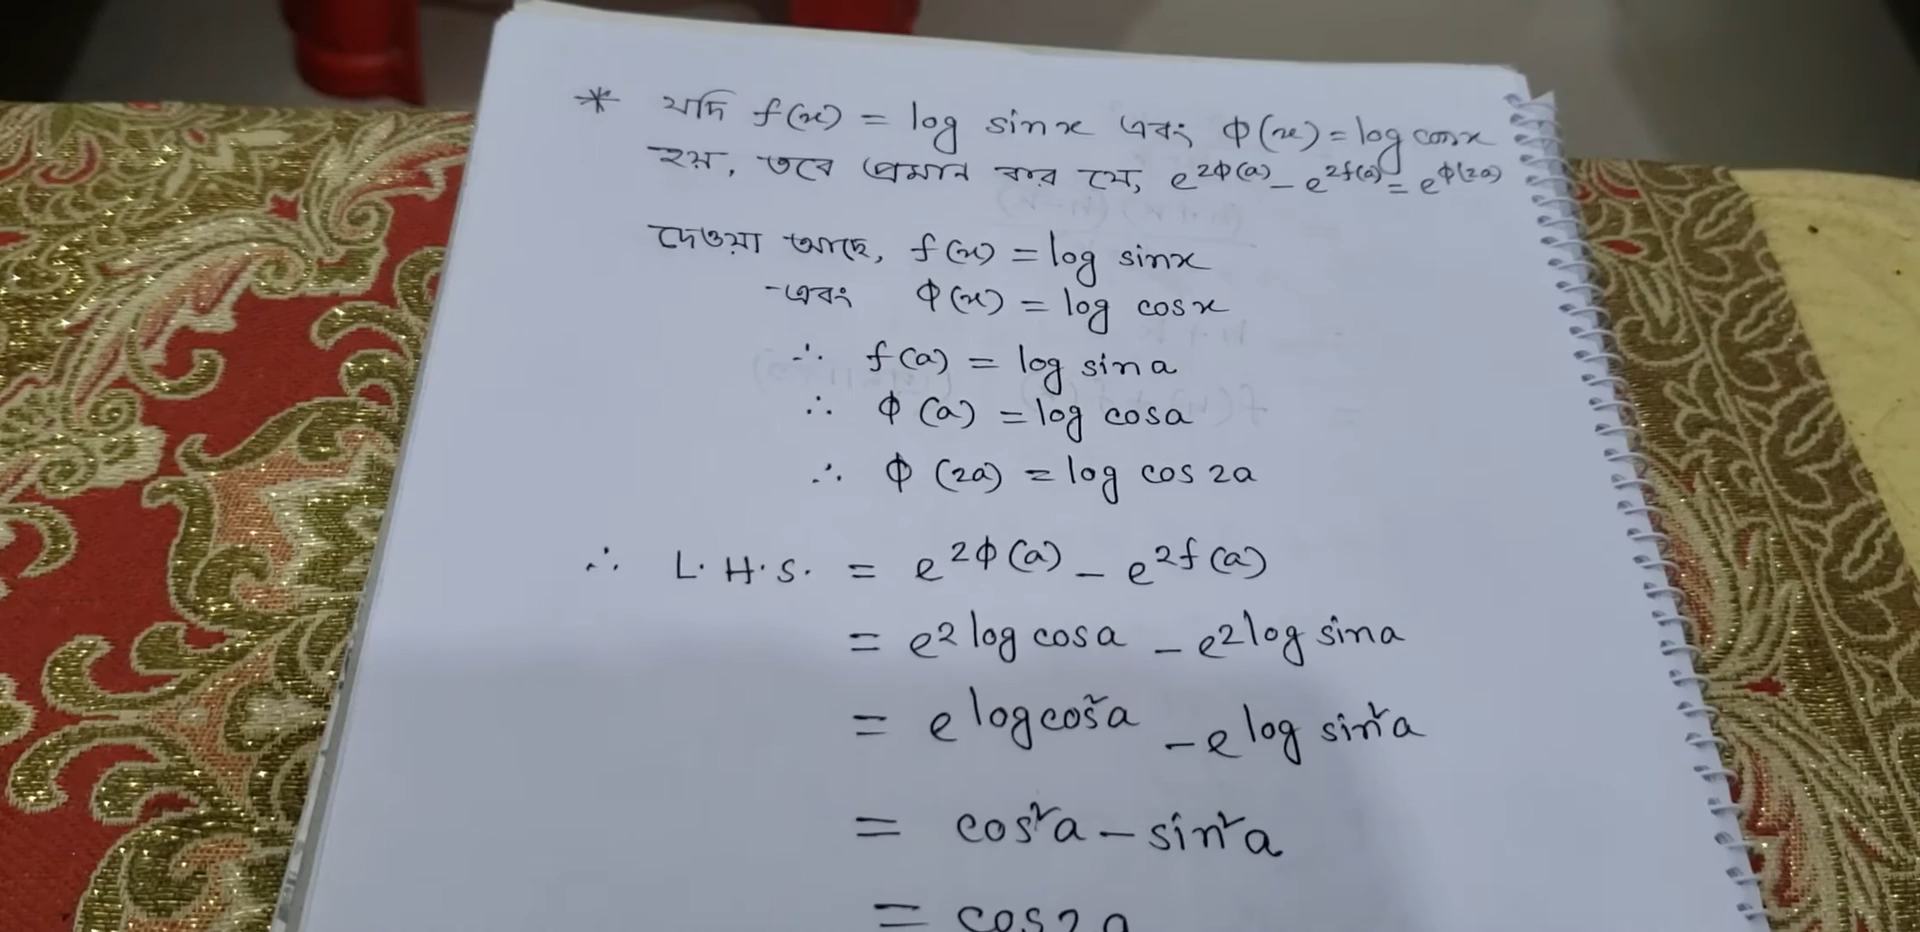 * যদি f(x) = log sinx এবং Φ(x) = log cosx
হয়, তবে প্রমান কর যে, e^2Φ(a) - e^2f(a) = e^Φ(2a)
দেওয়া আছে, f(x) = log sinx
এবং Φ(x) = log cosx
∴ f(a) = log sina
∴ Φ(a) = log cosa
∴ Φ(2a) = log cos2a
∴ L.H.S. = e^2Φ(a) - e^2f(a)
= e^2 log cosa - e^2 log sina
= e^log cos²a - e^log sin²a
= cos²a - sin²a
= cos2a